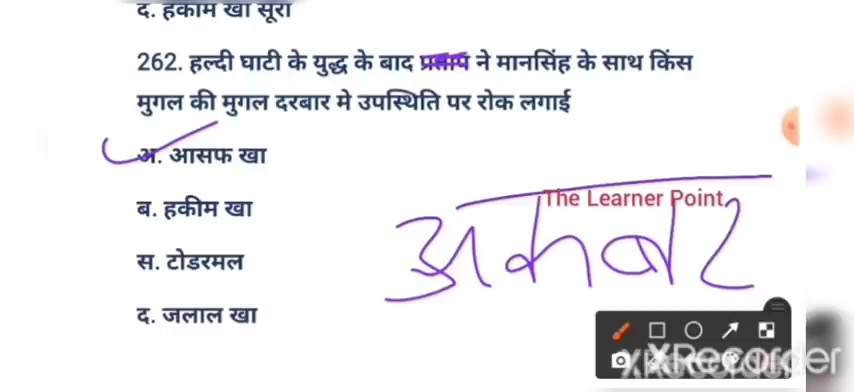 द. हकीम खा सूरी
262. हल्दी घाटी के युद्ध के बाद प्रताप ने मानसिंह के साथ किस
मुगल की मुगल दरबार मे उपस्थिति पर रोक लगाई
अ. आसफ खा
ब. हकीम खा
The Learner Point
अकबर
स. टोडरमल
द. जलाल खा
XRecorder